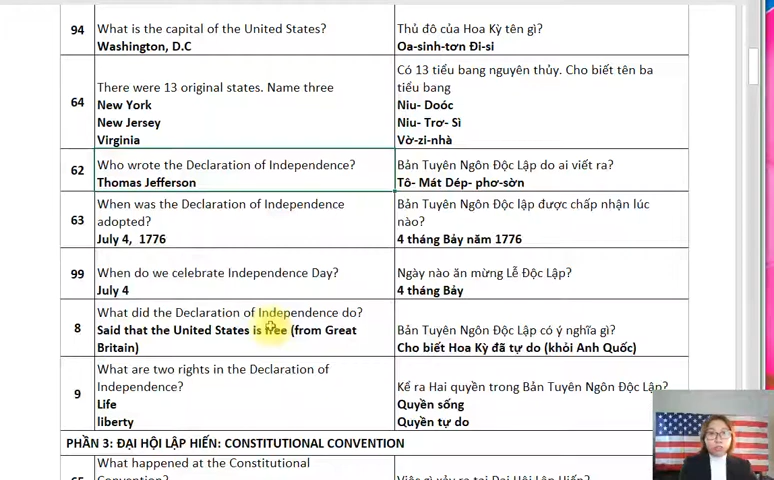 94
What is the capital of the United States?
Washington, D.C
Thủ đô của Hoa Kỳ tên gì?
Oa-sinh-tơn Đi-si
64
There were 13 original states. Name three
New York
New Jersey
Virginia
Có 13 tiểu bang nguyên thủy. Cho biết tên ba
tiểu bang
Niu- Doóc
Niu- Trơ- Sì
Vờ-zi-nhà
62
Who wrote the Declaration of Independence?
Thomas Jefferson
Bản Tuyên Ngôn Độc Lập do ai viết ra?
Tô- Mát Dép- phơ-sờn
63
When was the Declaration of Independence
adopted?
July 4, 1776
Bản Tuyên Ngôn Độc lập được chấp nhận lúc
nào?
4 tháng Bảy năm 1776
99
When do we celebrate Independence Day?
July 4
Ngày nào ăn mừng Lễ Độc Lập?
4 tháng Bảy
8
What did the Declaration of Independence do?
Said that the United States is free (from Great
Britain)
Bản Tuyên Ngôn Độc Lập có ý nghĩa gì?
Cho biết Hoa Kỳ đã tự do (khỏi Anh Quốc)
9
What are two rights in the Declaration of
Independence?
Life
liberty
Kể ra Hai quyền trong Bản Tuyên Ngôn Độc Lập?
Quyền sống
Quyền tự do
PHẦN 3: ĐẠI HỘI LẬP HIẾN: CONSTITUTIONAL CONVENTION
What happened at the Constitutional